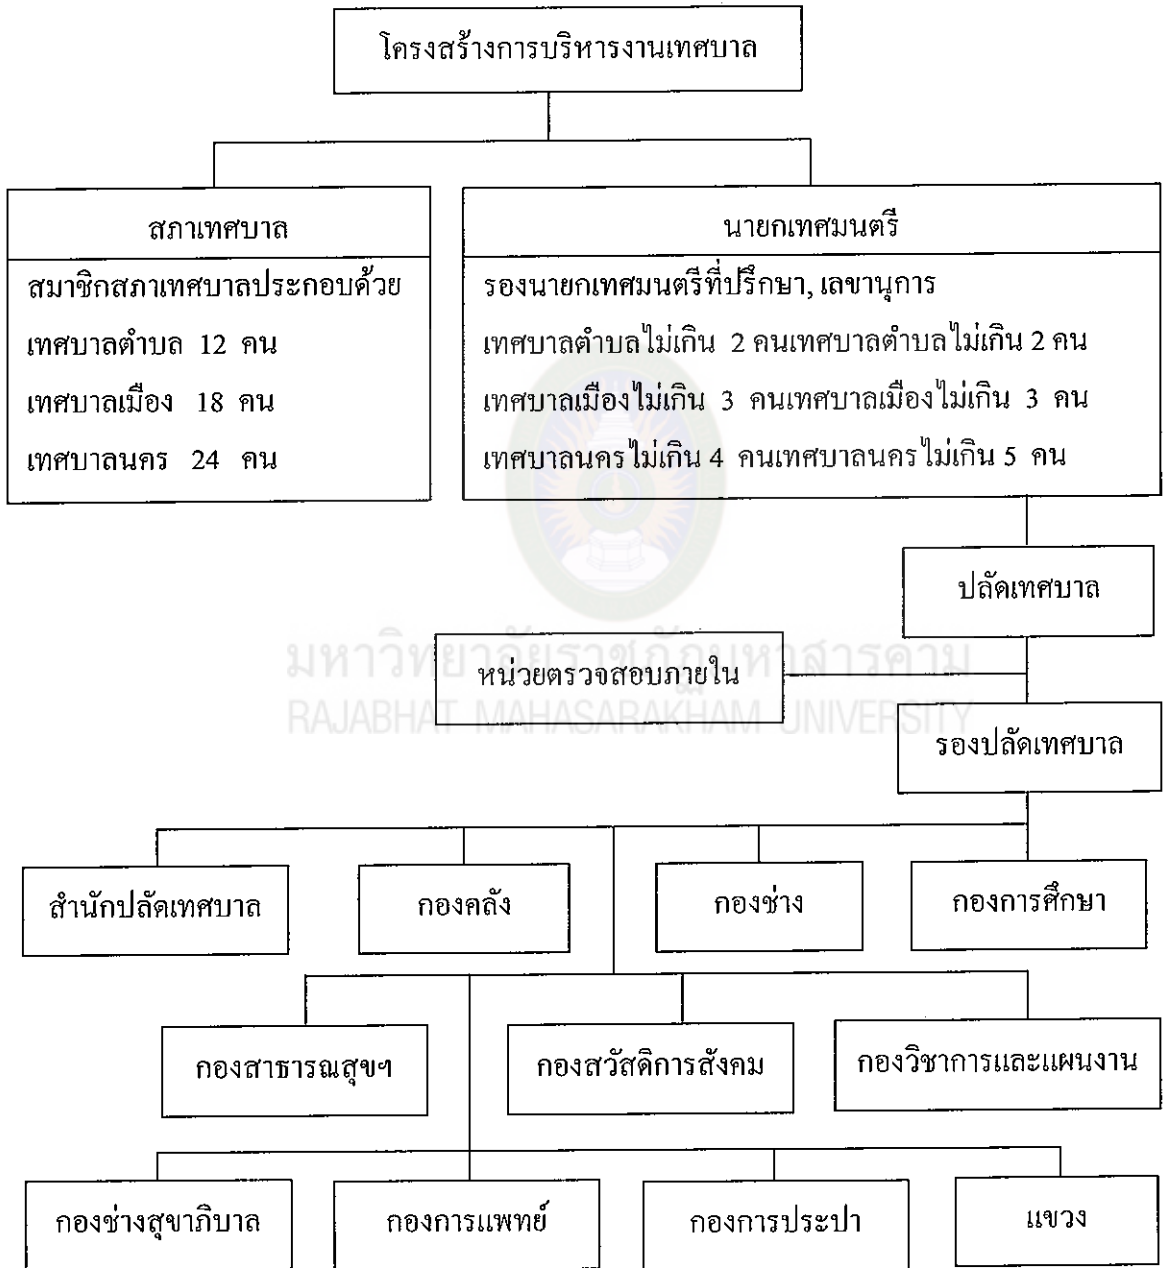 โครงสร้างการบริหารงานเทศบาล
สภาเทศบาล
สมาชิกสภาเทศบาลประกอบด้วย
เทศบาลตำบล 12 คน
เทศบาลเมือง 18 คน
เทศบาลนคร 24 คน
นายกเทศมนตรี
รองนายกเทศมนตรีที่ปรึกษา, เลขานุการ
เทศบาลตำบลไม่เกิน 2 คนเทศบาลตำบลไม่เกิน 2 คน
เทศบาลเมืองไม่เกิน 3 คนเทศบาลเมืองไม่เกิน 3 คน
เทศบาลนครไม่เกิน 4 คนเทศบาลนครไม่เกิน 5 คน
ปลัดเทศบาล
มหาวิทยาลัยราชภัฏมหาสารคาม
RAJABHAT MAHASARAKHAM UNIVERSITY
หน่วยตรวจสอบภายใน
รองปลัดเทศบาล
สำนักปลัดเทศบาล
กองคลัง
กองช่าง
กองการศึกษา
กองสาธารณสุขฯ
กองสวัสดิการสังคม
กองวิชาการและแผนงาน
กองช่างสุขาภิบาล
กองการแพทย์
กองการประปา
แขวง